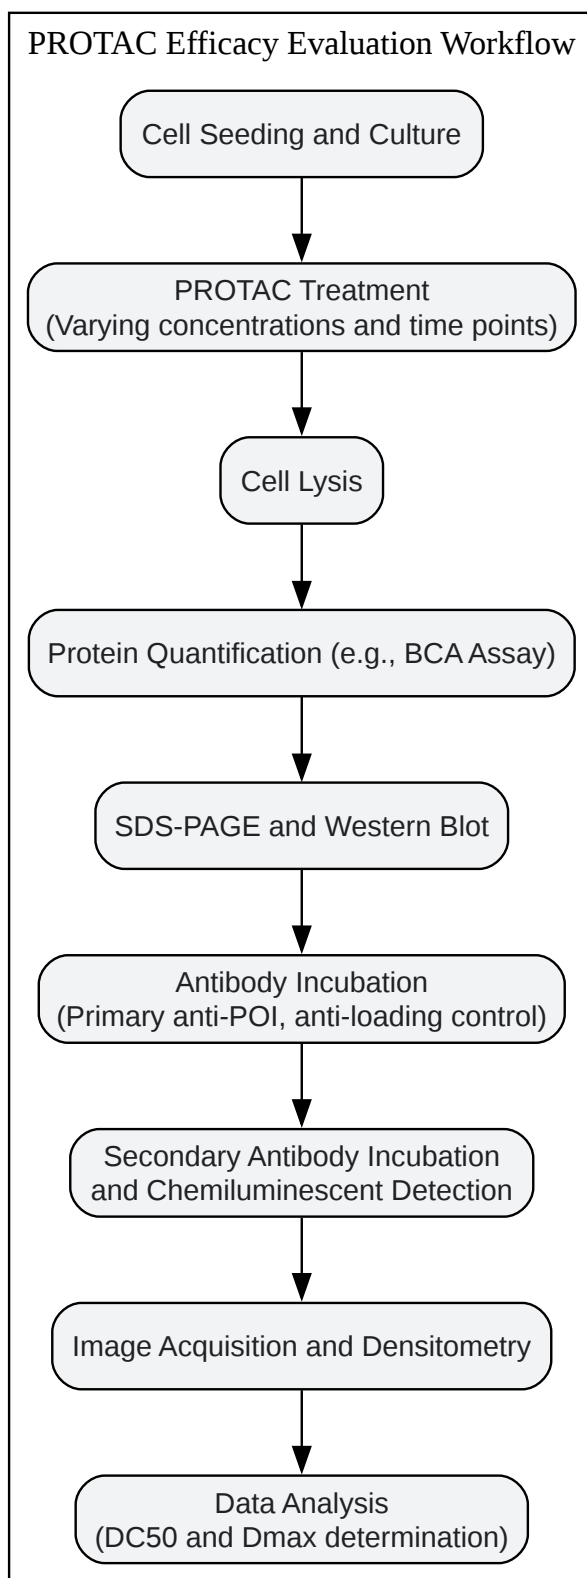 PROTAC Efficacy Evaluation Workflow
Cell Seeding and Culture
PROTAC Treatment
(Varying concentrations and time points)
Cell Lysis
Protein Quantification (e.g., BCA Assay)
SDS-PAGE and Western Blot
Antibody Incubation
(Primary anti-POI, anti-loading control)
Secondary Antibody Incubation
and Chemiluminescent Detection
Image Acquisition and Densitometry
Data Analysis
(DC50 and Dmax determination)